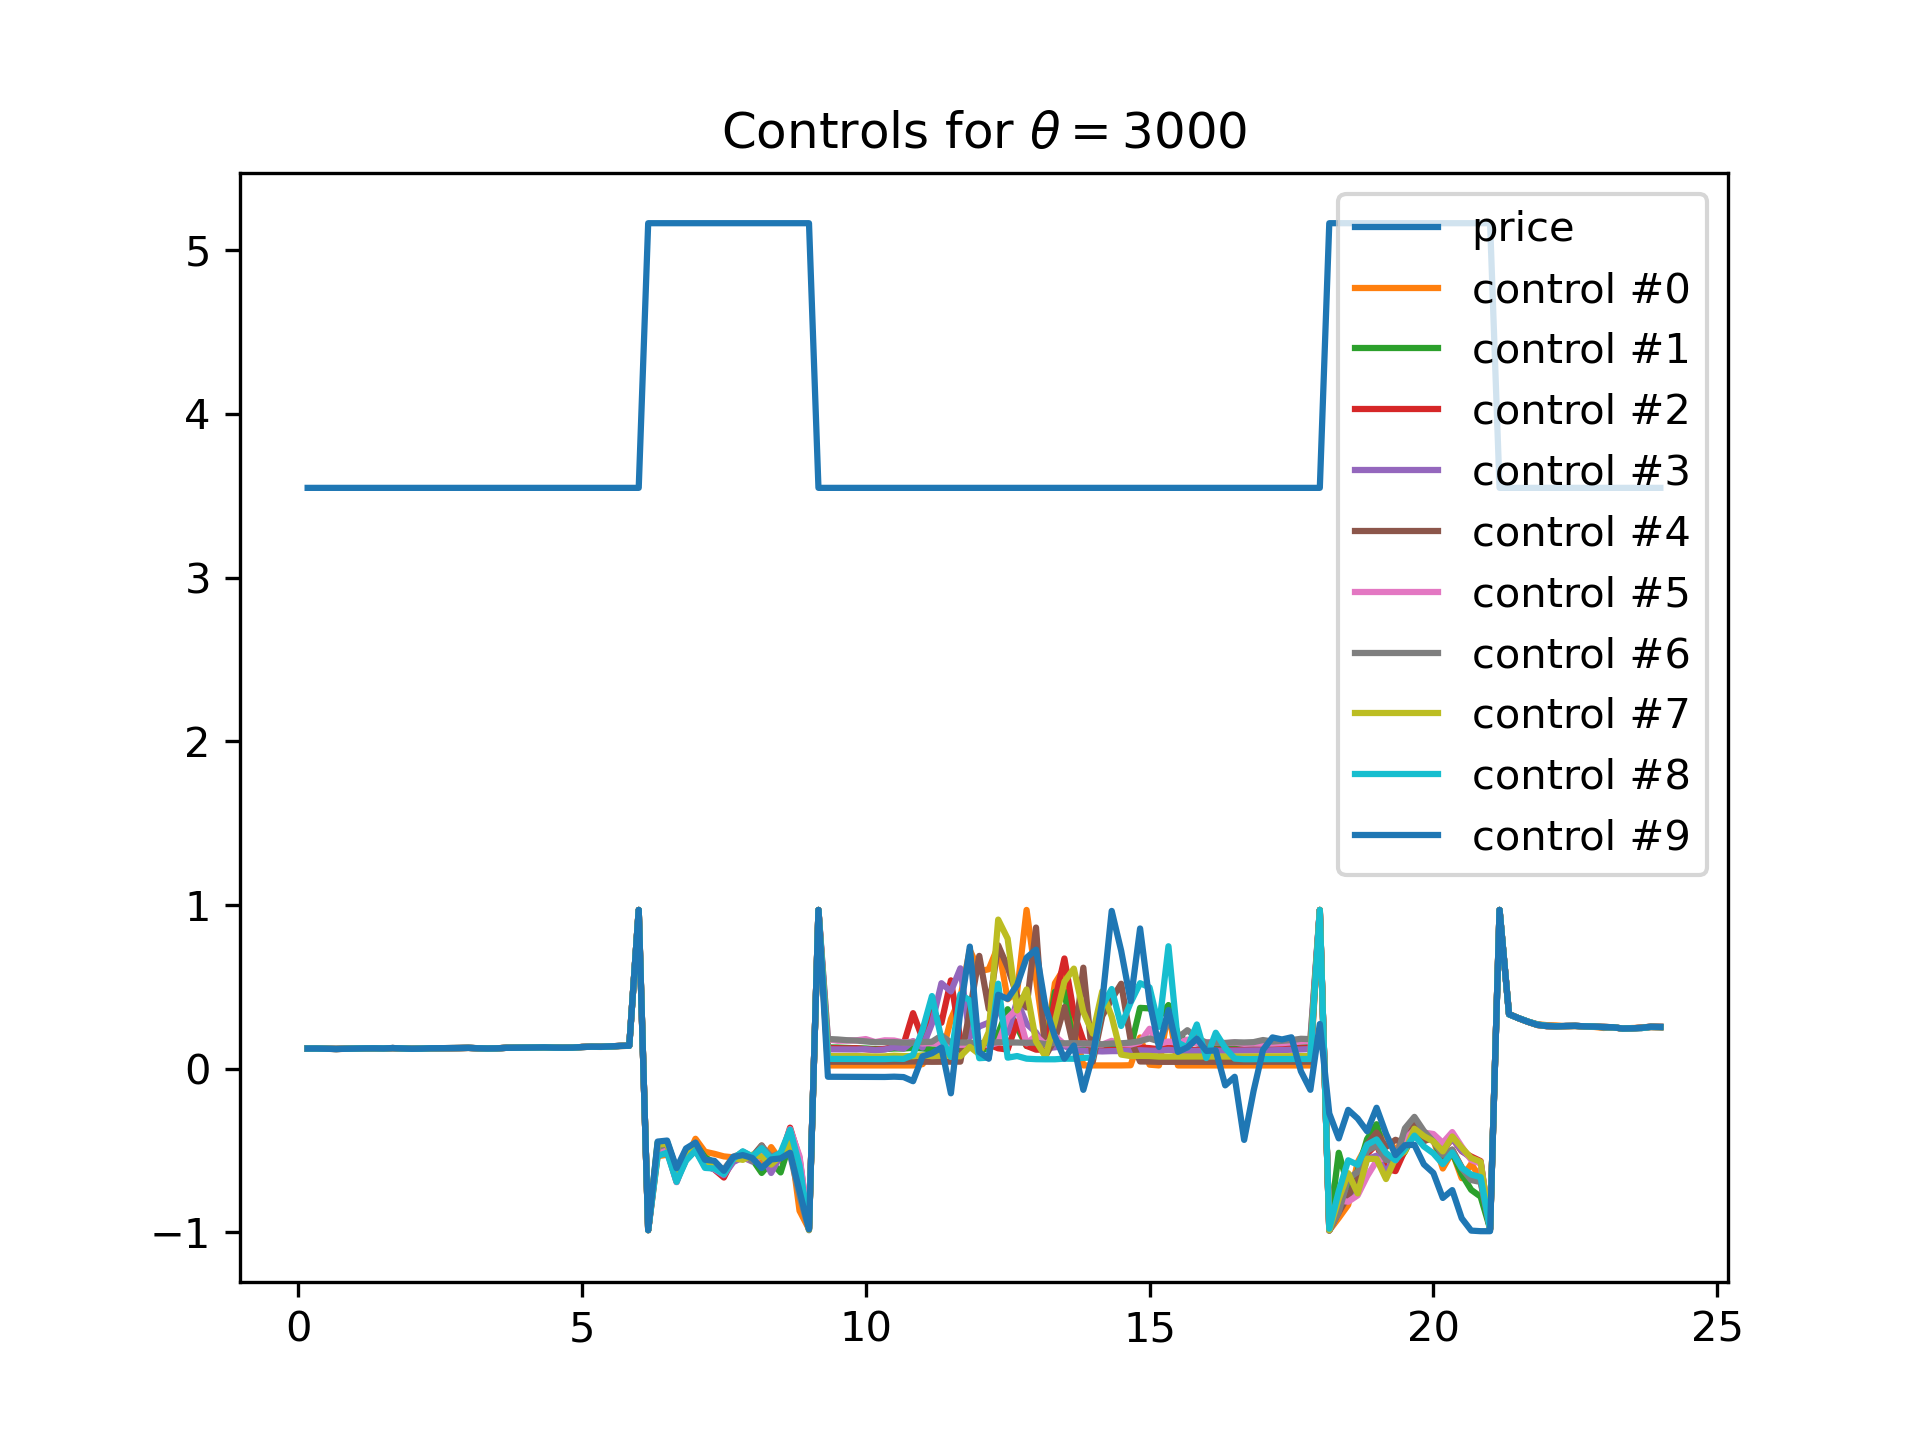 Controls for θ = 3000
price
control #0
control #1
control #2
control #3
control #4
control #5
control #6
control #7
control #8
control #9
5
4
3
2
1
0
−1
0 5 10 15 20 25